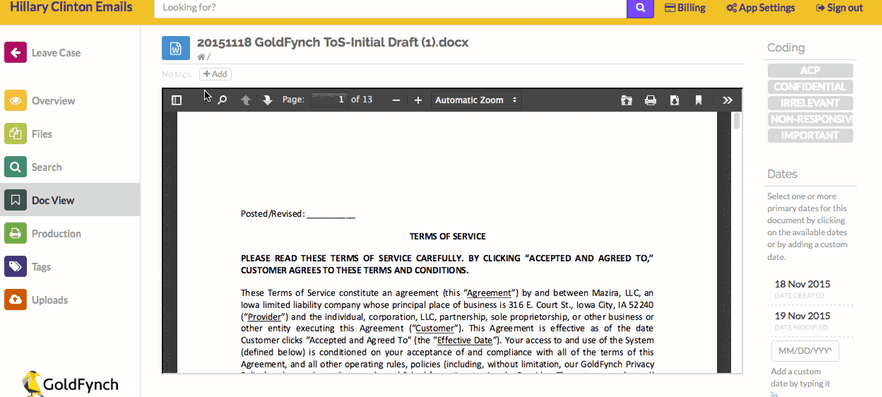 Hillary Clinton Emails
Looking for?
Billing
App Settings
Sign out
Leave Case
Overview
Files
Search
Doc View
Production
Tags
Uploads
GoldFynch
20151118 GoldFynch ToS-Initial Draft (1).docx
/
No tags.
+ Add
Page: 1 of 13
Automatic Zoom
Posted/Revised: ____________
TERMS OF SERVICE
PLEASE READ THESE TERMS OF SERVICE CAREFULLY. BY CLICKING “ACCEPTED AND AGREED TO,”
CUSTOMER AGREES TO THESE TERMS AND CONDITIONS.
These Terms of Service constitute an agreement (this “Agreement”) by and between Mazira, LLC, an
Iowa limited liability company whose principal place of business is 316 E. Court St., Iowa City, IA 52240
(“Provider”) and the individual, corporation, LLC, partnership, sole proprietorship, or other business or
other entity executing this Agreement (“Customer”). This Agreement is effective as of the date
Customer clicks “Accepted and Agreed To” (the “Effective Date”). Your access to and use of the System
(defined below) is conditioned on your acceptance of and compliance with all of the terms of this
Agreement, and all other operating rules, policies (including, without limitation, our GoldFynch Privacy
Coding
ACP
CONFIDENTIAL
IRRELEVANT
NON-RESPONSIV
IMPORTANT
Dates
Select one or more
primary dates for this
document by clicking
on the available dates
or by adding a custom
date.
18 Nov 2015
DATE CREATED
19 Nov 2015
DATE MODIFIED
MM/DD/YYY
Add a custom
date by typing it
in